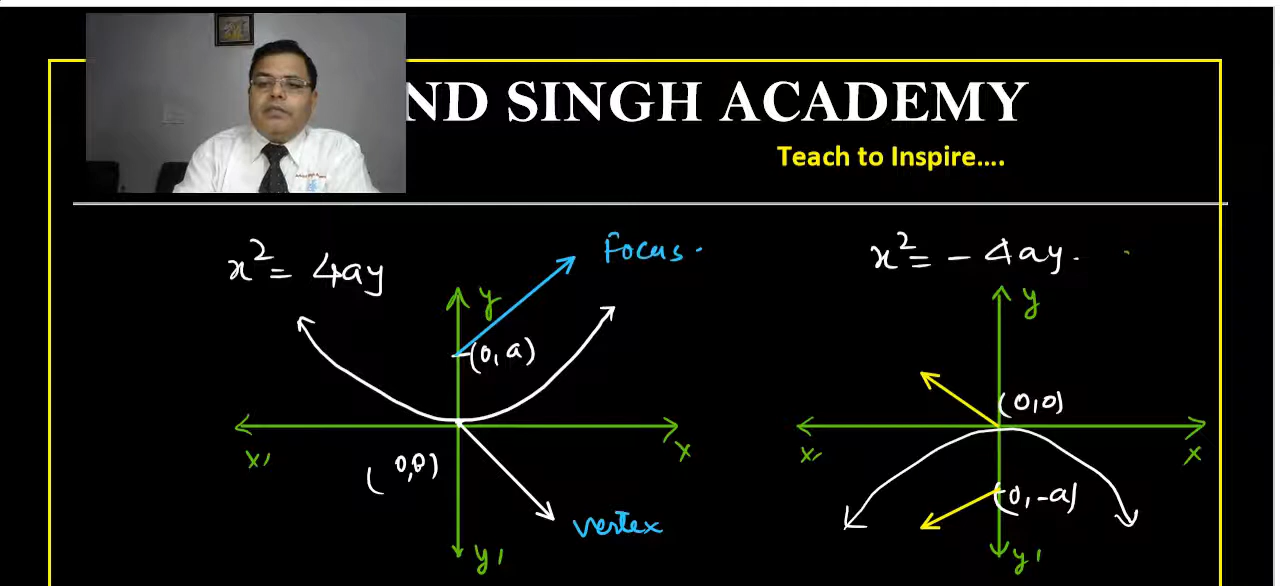 ND SINGH ACADEMY
Teach to Inspire....
x² = 4ay
Focus.
x² = - 4ay.
y
y
(0, a)
(0,0)
x'
x
x'
x
(0,0)
(0,-a)
vertex
y'
y'